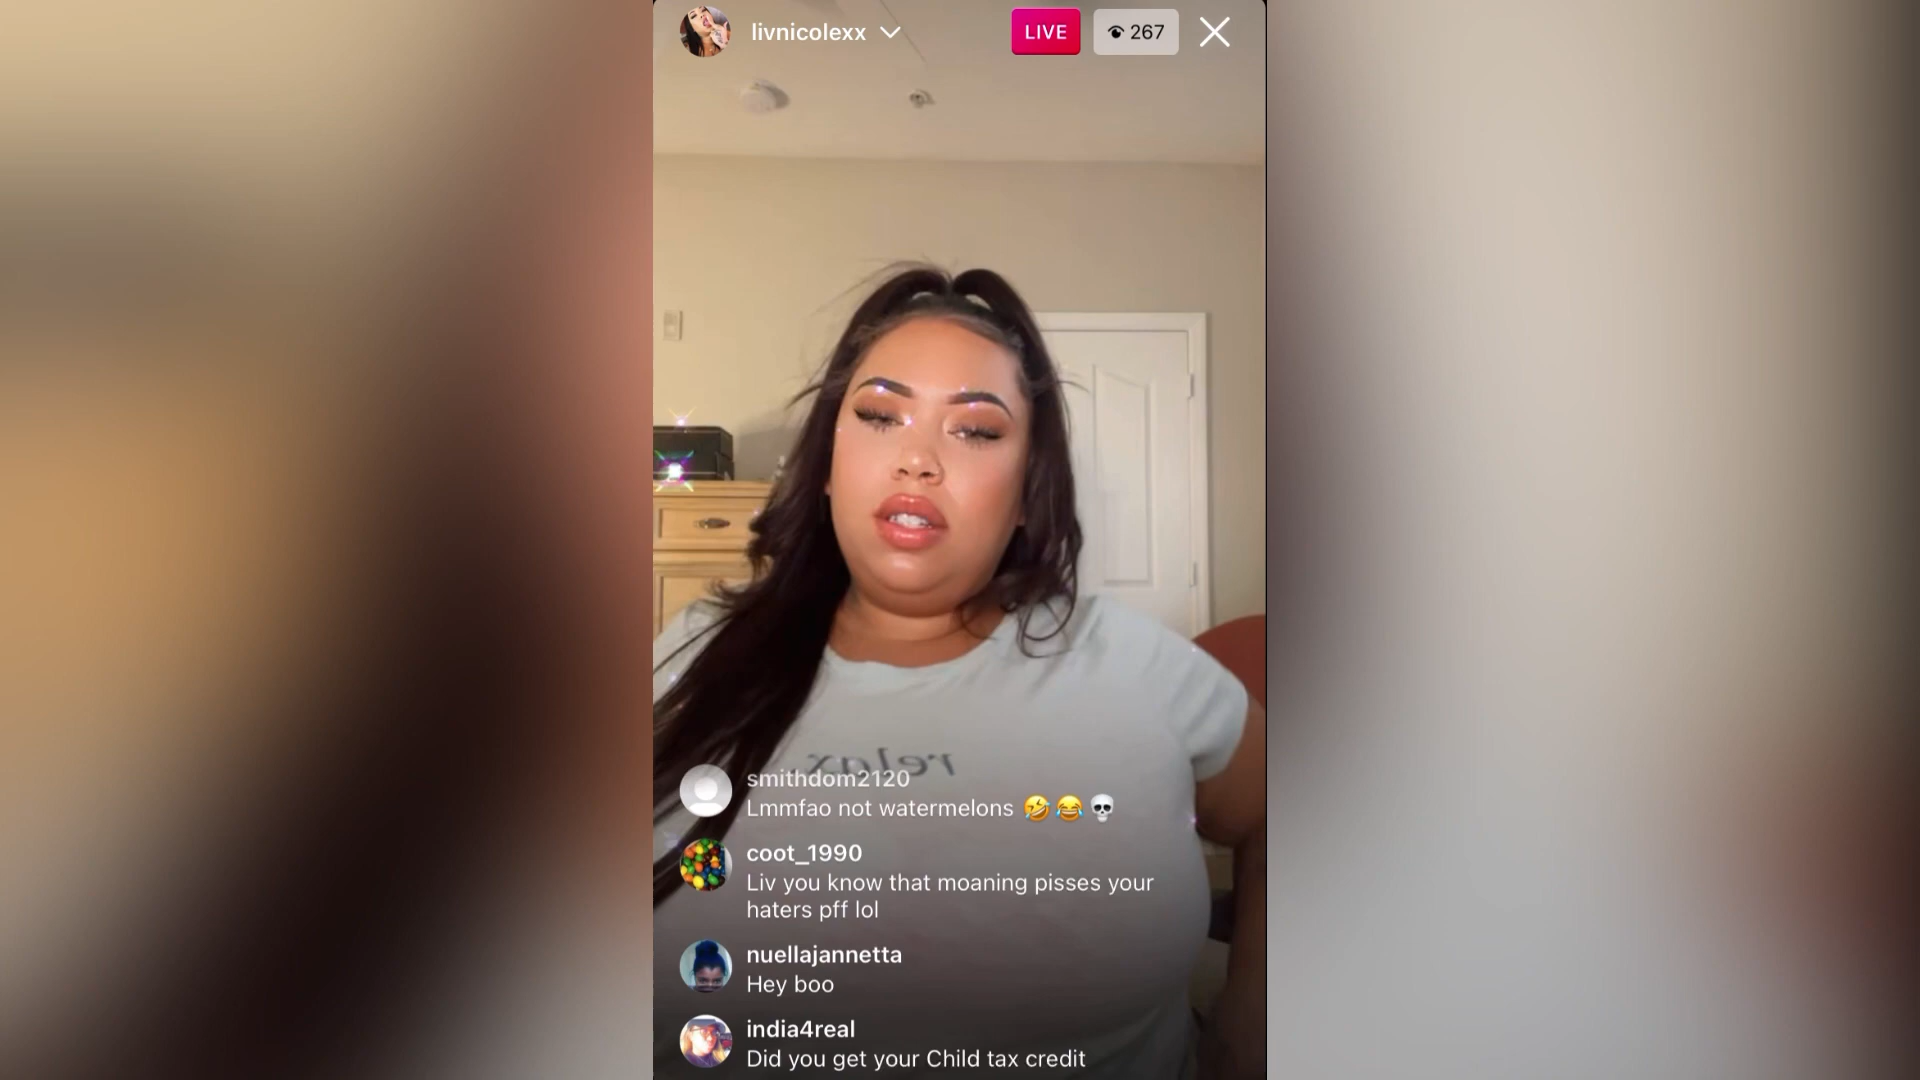 livnicolexx
LIVE
267
relax
smithdom2120
Lmmfao not watermelons 🤣😂💀
coot_1990
Liv you know that moaning pisses your
haters pff lol
nuellajannetta
Hey boo
india4real
Did you get your Child tax credit